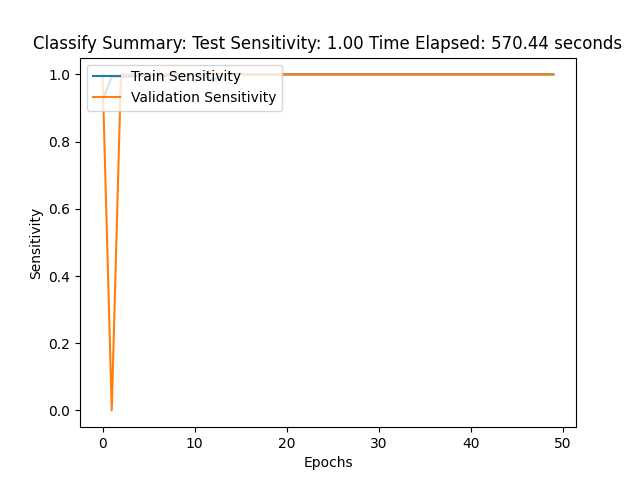 Classify Summary: Test Sensitivity: 1.00 Time Elapsed: 570.44 seconds
Train Sensitivity
Validation Sensitivity
1.0
0.8
0.6
0.4
0.2
0.0
Sensitivity
0 10 20 30 40 50
Epochs